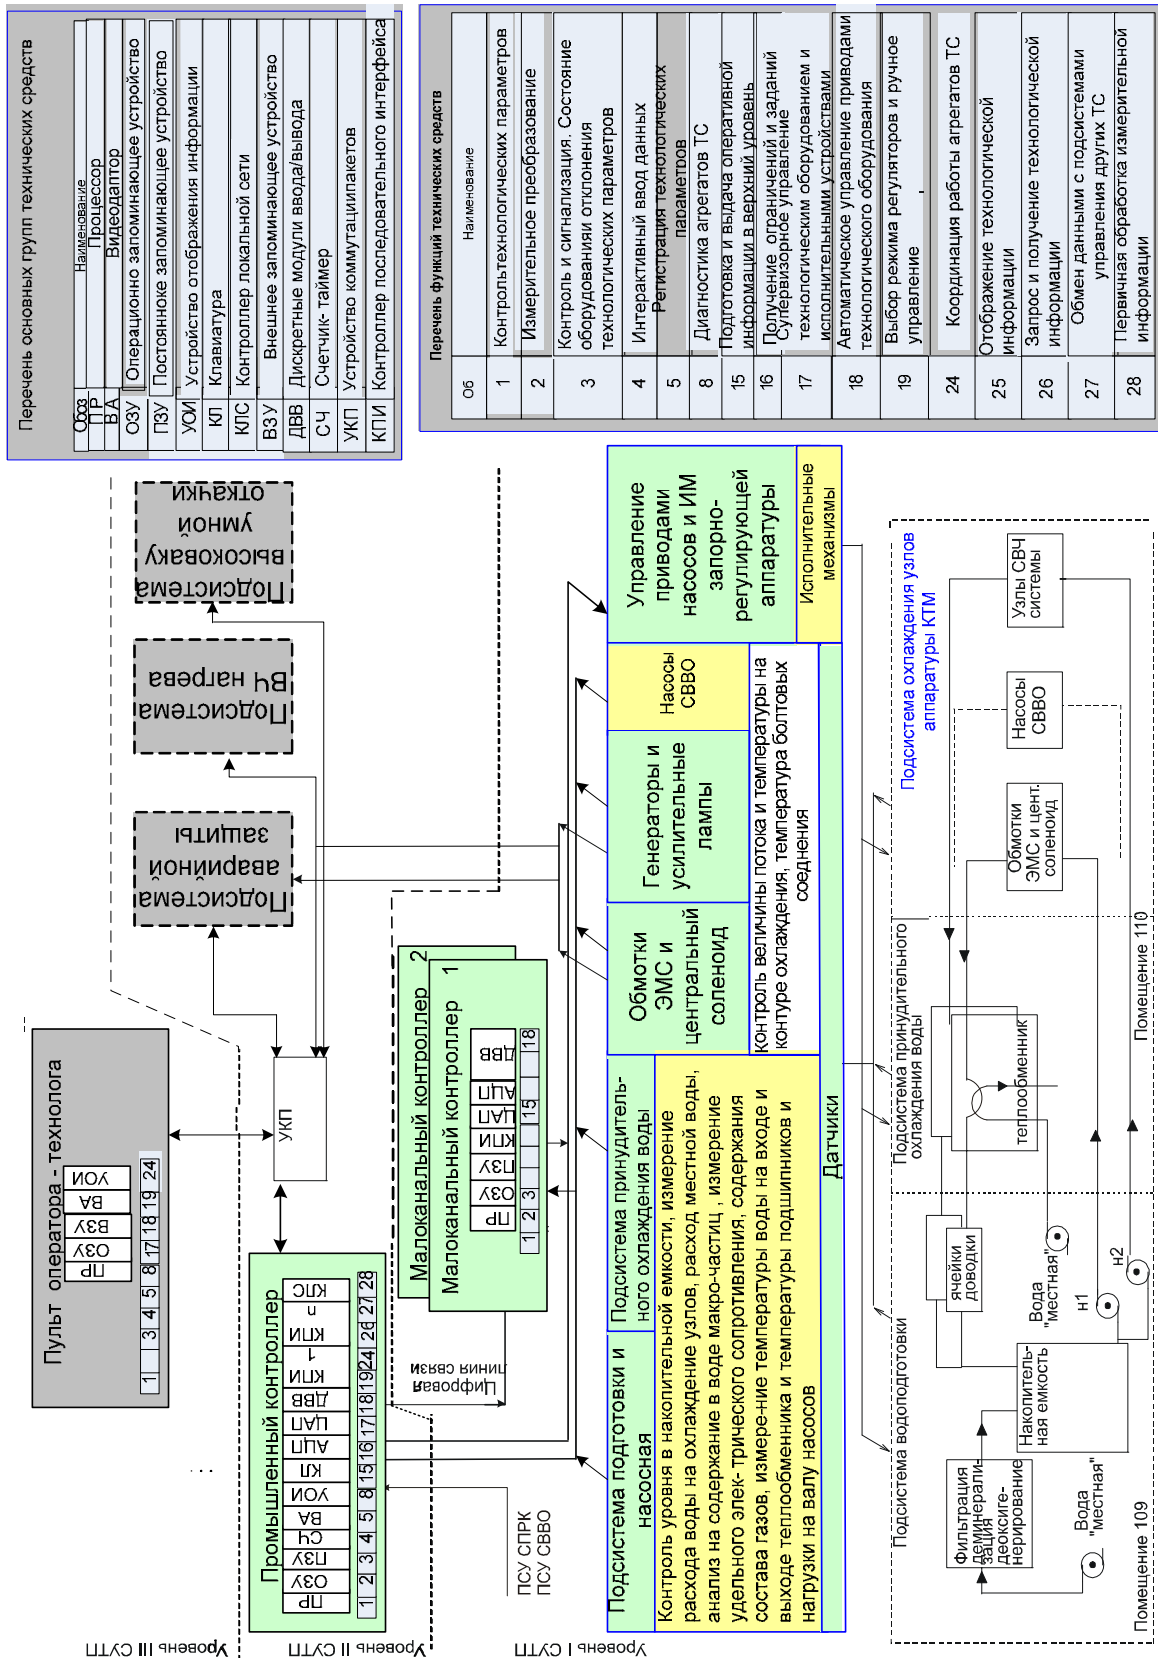 Перечень основных групп технических средств
Обоз
Наименование
ПР
Процессор
ВА
Видеодаптор
ОЗУ
Операционно запоминающее устройство
ПЗУ
Постоянноке запоминающее устройство
УОИ
Устройство отображения информации
КЛ
Клавиатура
КЛС
Контроллер локальной сети
ВЗУ
Внешнее запоминающее устройство
ДВВ
Дискретные модули ввода/вывода
СЧ
Счетчик- таймер
УКП
Устройство коммутациипакетов
КПИ
Контроллер последовательного интерфейса
Перечень функций технических средств
Об
Наименование
1
Контрольтехнологических параметров
2
Измерительное преобразование
3
Контроль и сигнализация. Состояние
оборудованияи отклонения
технологических параметров
4
Интерактивный ввод данных
5
Регистрация технологических
параметров
8
Диагностика агрегатов ТС
15
Подготовка и выдача оперативной
информации в верхний уровень
16
Получение ограничений и заданий
17
Супервизорное управление
технологическим оборудованием и
исполнительными устройствами
18
Автоматическое управление приводами
технологического оборудования
19
Выбор режима регуляторов и ручное
управление
24
Координация работы агрегатов ТС
25
Отображение технологической
информации
26
Запрос и получение технологической
информации
27
Обмен данными с подсистемами
управления других ТС
28
Первичная обработка измерительной
информации
Подсистема
высоковаку
умной
откачки
Подсистема
ВЧ нагрева
Подсистема
аварийной
защиты
Пульт оператора - технолога
ПР
ОЗУ
ВЗУ
ВА
УОИ
1 3 4 5 8 17 18 19 24
УКП
Промышленный контроллер
ПР
ОЗУ
ПЗУ
СЧ
ВА
УОИ
КЛ
АЦП
ЦАП
ДВВ
КПИ
1
КПИ
n
КЛС
1 2 3 4 5 8 15 16 17 18 19 24 26 27 28
Малоканальный контроллер 2
Малоканальный контроллер 1
ПР
ОЗУ
ПЗУ
КПИ
ЦАП
АЦП
ДВВ
1 2 3 15 18
Цифровая
линия связи
...
ПСУ СПРК
ПСУ СВВО
Уровень III СУТП
Уровень II СУТП
Уровень I СУТП
Подсистема подготовки и
насосная
Подсистема принудитель-
ного охлаждения воды
Обмотки
ЭМС и
центральный
соленоид
Генераторы и
усилительные
лампы
Насосы
СВВО
Управление
приводами
насосов и ИМ
запорно-
регулирующей
аппаратуры
Исполнительные
механизмы
Контроль уровня в накопительной емкости, измерение
расхода воды на охлаждение узлов, расход местной воды,
анализ на содержание в воде макро-частиц , измерение
удельного элек- трического сопротивления, содержания
состава газов, измере-ние температуры воды на входе и
выходе теплообменника и температуры подшипников и
нагрузки на валу насосов
Контроль величины потока и температуры на
контуре охлаждения, температура болтовых
соеднения
Датчики
Подсистема водоподготовки
Подсистема принудительного
охлаждения воды
Подсистема охлаждения узлов
аппаратуры КТМ
Фильтрация
деминерали-
зация
деоксиге-
нерирование
Накопитель-
ная емкость
ячейки
доводки
теплообменник
Обмотки
ЭМС и цент.
соленоид
Насосы
СВВО
Узлы СВЧ
системы
Вода
"местная"
Вода
"местная"
н1
н2
Помещение 109
Помещение 110